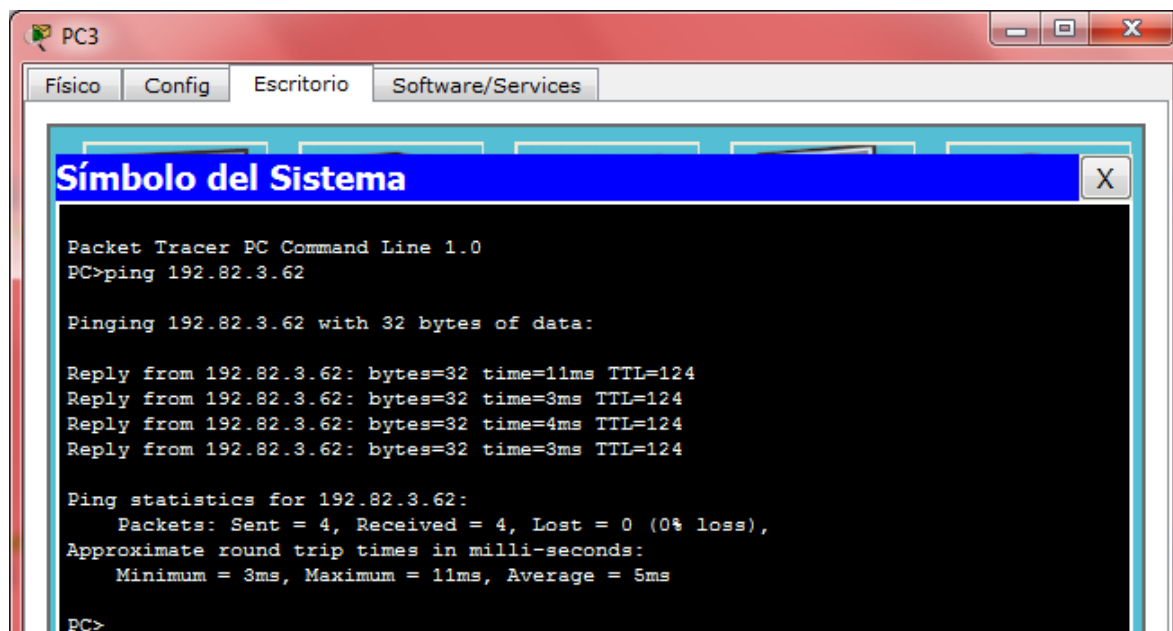 PC3
Físico Config Escritorio Software/Services
Símbolo del Sistema X
Packet Tracer PC Command Line 1.0
PC>ping 192.82.3.62
Pinging 192.82.3.62 with 32 bytes of data:
Reply from 192.82.3.62: bytes=32 time=11ms TTL=124
Reply from 192.82.3.62: bytes=32 time=3ms TTL=124
Reply from 192.82.3.62: bytes=32 time=4ms TTL=124
Reply from 192.82.3.62: bytes=32 time=3ms TTL=124
Ping statistics for 192.82.3.62:
Packets: Sent = 4, Received = 4, Lost = 0 (0% loss),
Approximate round trip times in milli-seconds:
Minimum = 3ms, Maximum = 11ms, Average = 5ms
PC>